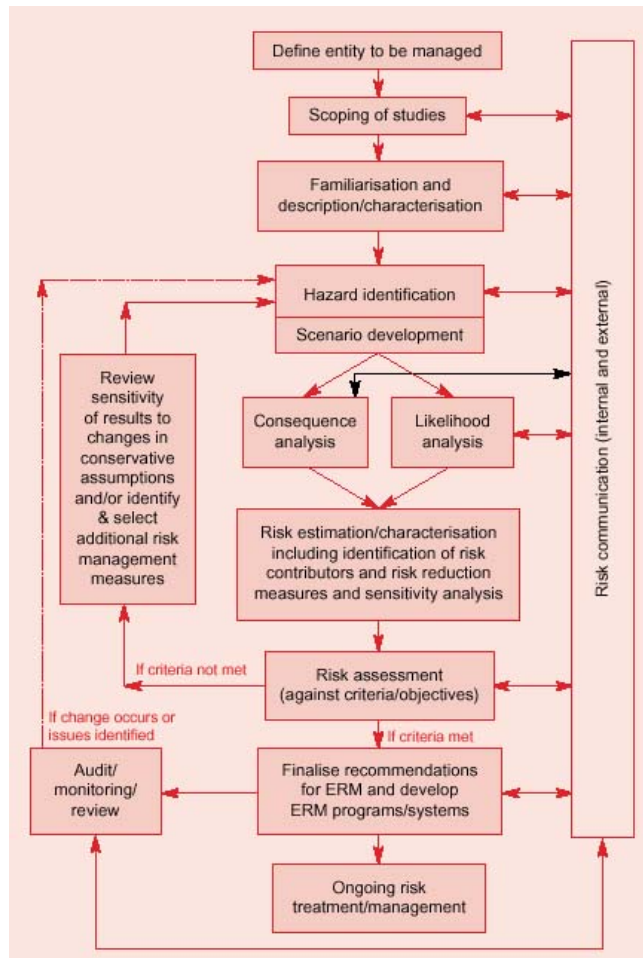 Define entity to be managed
Scoping of studies
Familiarisation and
description/characterisation
Hazard identification
Scenario development
Review
sensitivity
of results to
changes in
conservative
assumptions
and/or identify
& select
additional risk
management
measures
Consequence
analysis
Likelihood
analysis
Risk estimation/characterisation
including identification of risk
contributors and risk reduction
measures and sensitivity analysis
If criteria not met
Risk assessment
(against criteria/objectives)
If change occurs or
issues identified
If criteria met
Audit/
monitoring/
review
Finalise recommendations
for ERM and develop
ERM programs/systems
Ongoing risk
treatment/management
Risk communication (internal and external)